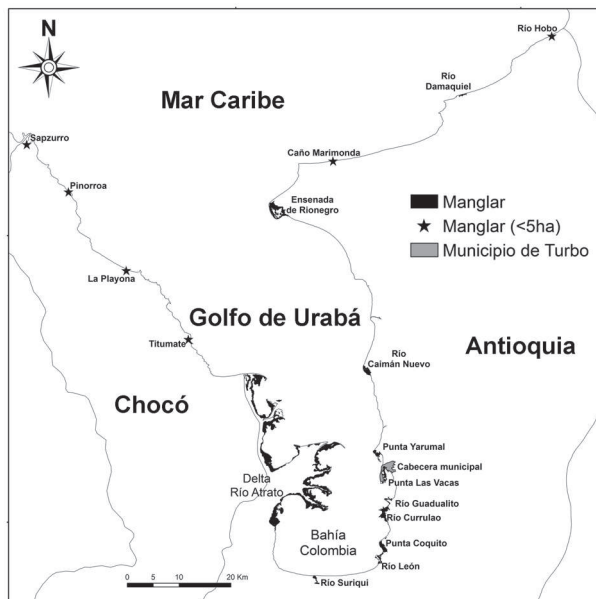 N
Mar Caribe
Río Hobo
Río
Damaquiel
Sapzurro
Caño Marimonda
Pinorroa
Ensenada
de Rionegro
Manglar
Manglar (<5ha)
Municipio de Turbo
La Playona
Golfo de Urabá
Titumate
Antioquia
Río
Caimán Nuevo
Chocó
Punta Yarumal
Cabecera municipal
Punta Las Vacas
Delta
Río Atrato
Río Guadualito
Río Currulao
Bahía
Colombia
Punta Coquito
Río León
Río Suriqui
0 5 10 20 Km